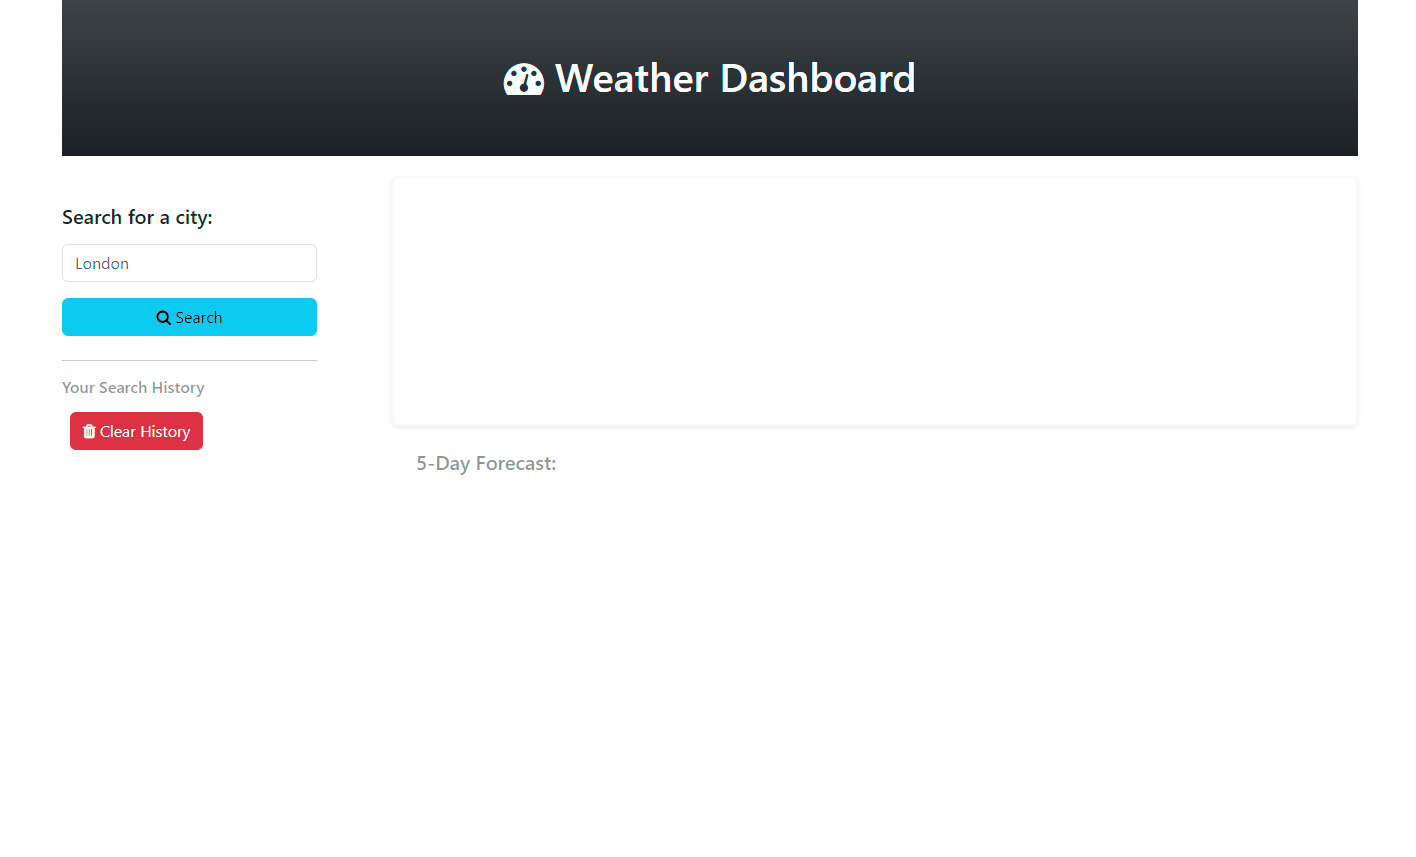 Weather Dashboard
Search for a city:
London
Search
Your Search History
Clear History
5-Day Forecast: